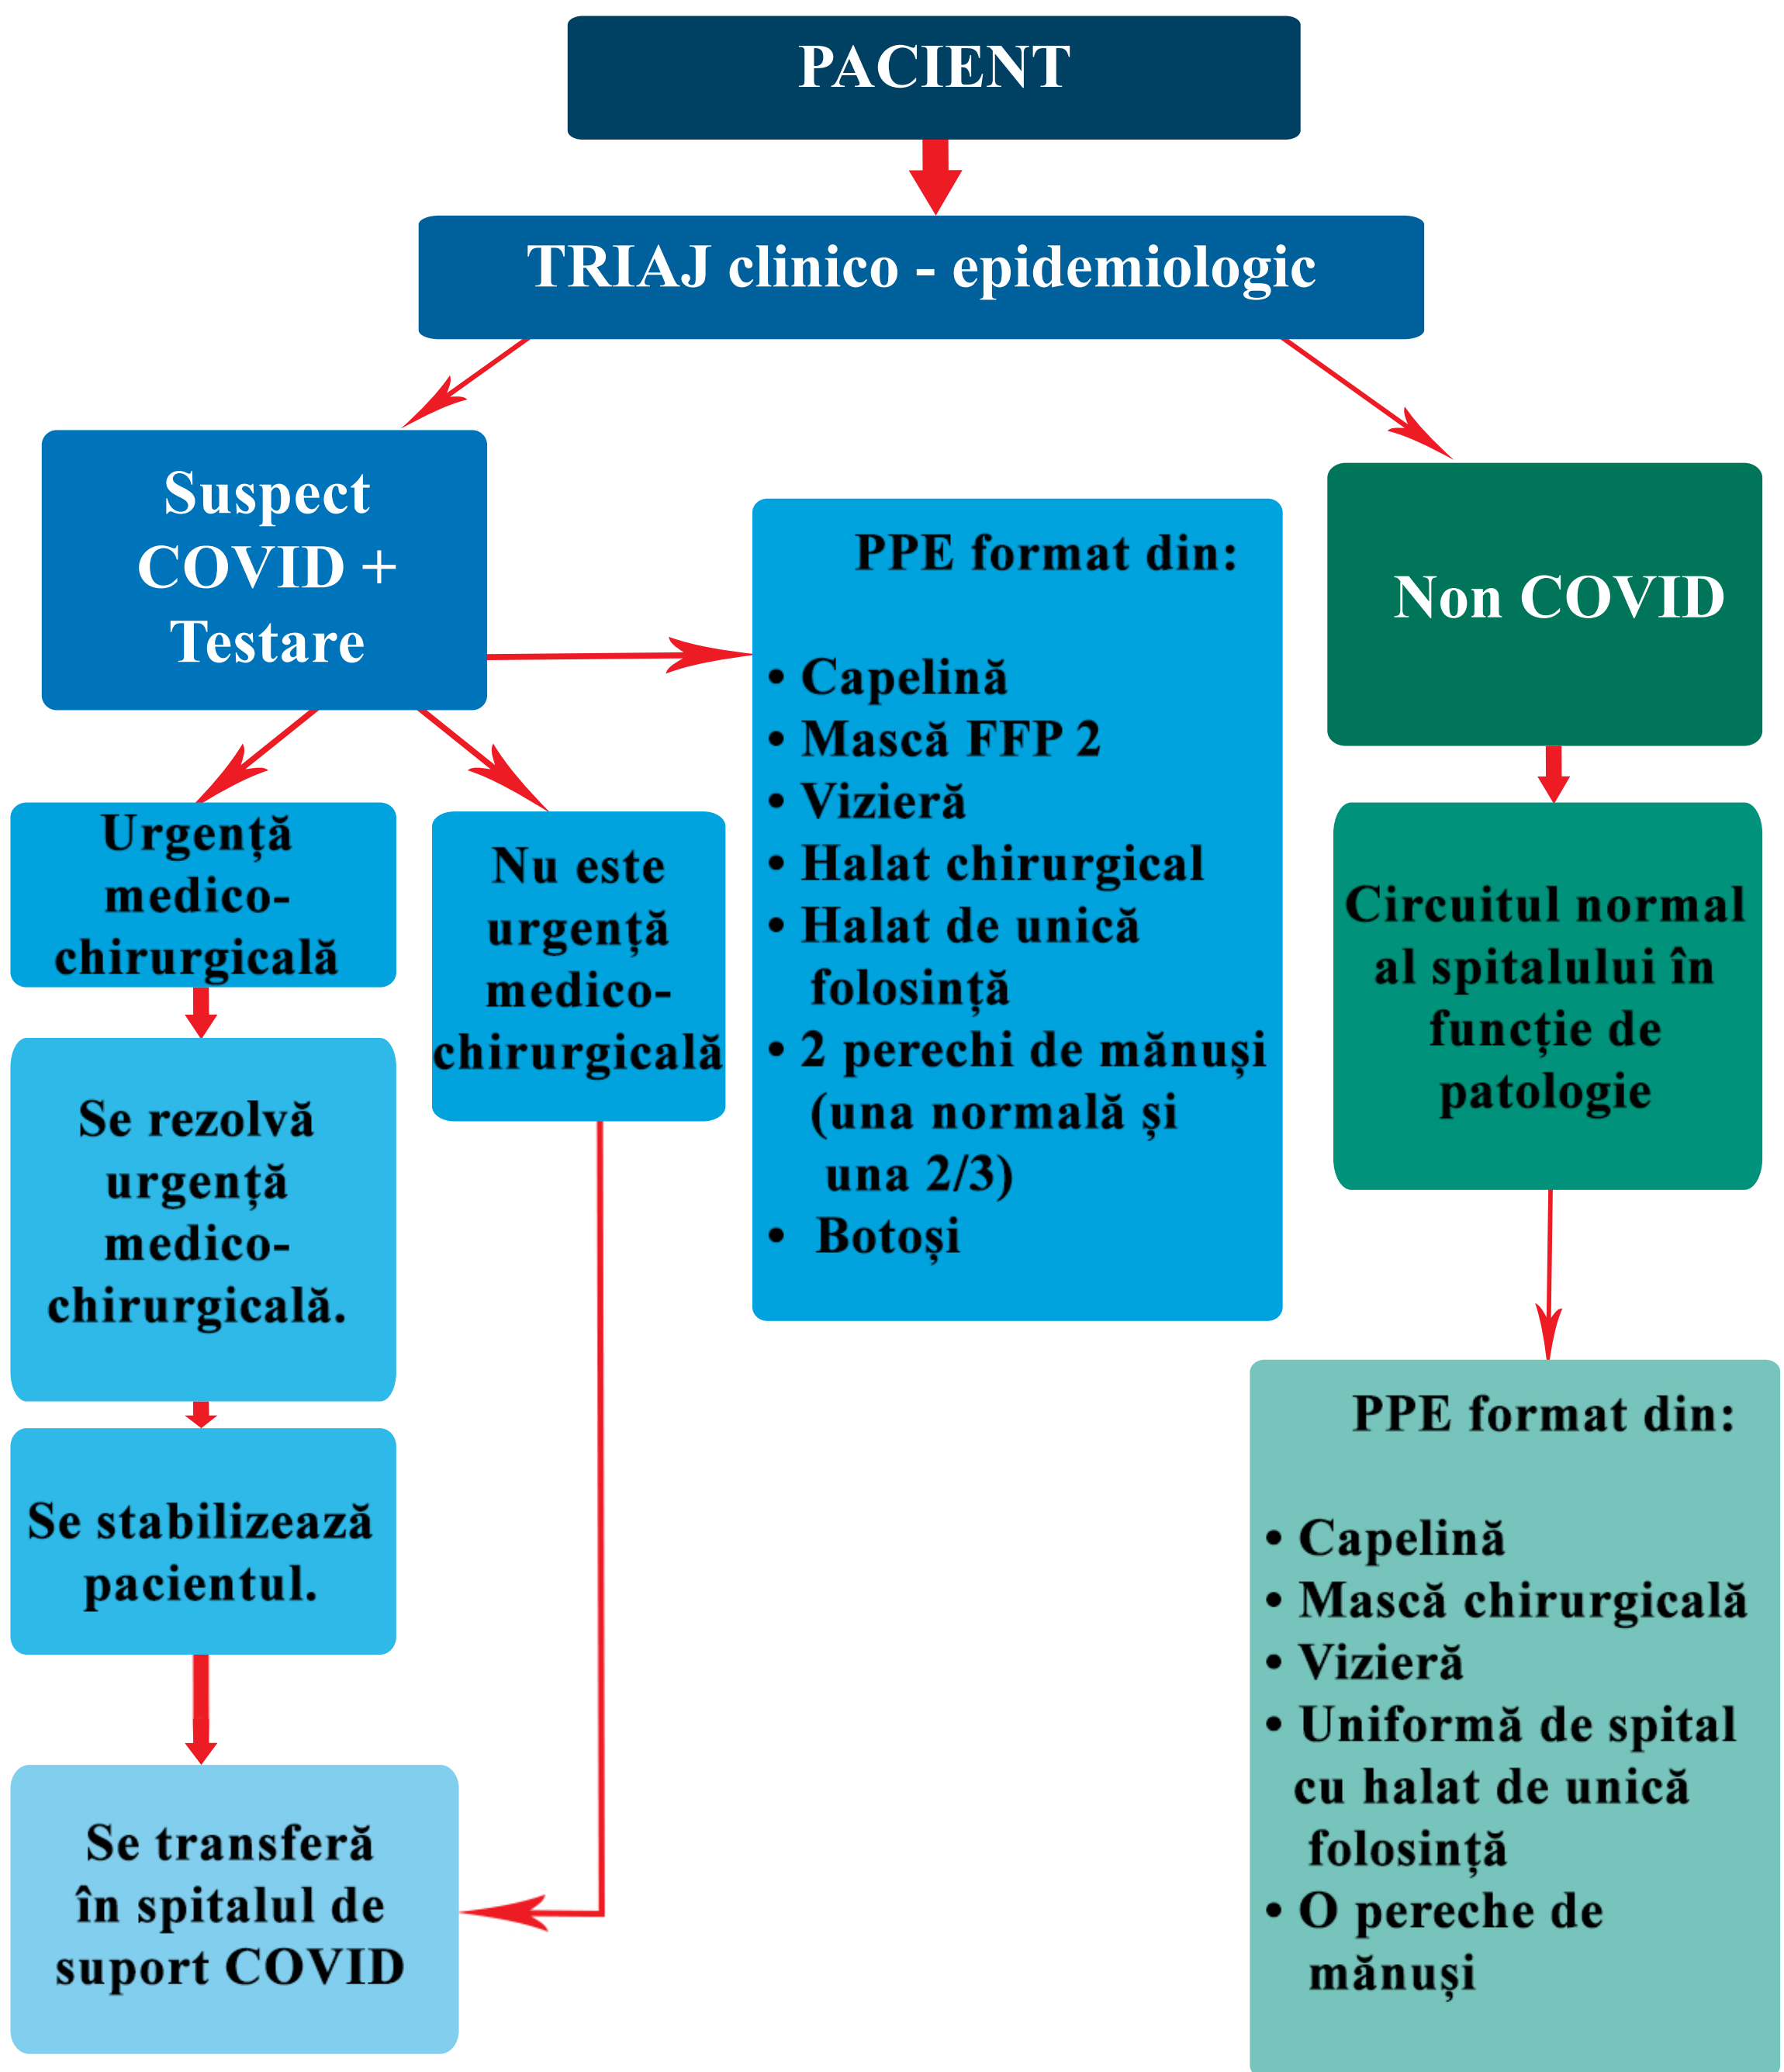 PACIENT
TRIAJ clinico - epidemiologic
Suspect
COVID +
Testare
Non COVID
PPE format din:
• Capelină
• Mască FFP 2
• Vizieră
• Halat chirurgical
• Halat de unică
folosință
• 2 perechi de mănuși
(una normală și
una 2/3)
• Botoși
Urgență
medico-
chirurgicală
Nu este
urgență
medico-
chirurgicală
Circuitul normal
al spitalului în
funcție de
patologie
Se rezolvă
urgență
medico-
chirurgicală.
Se stabilizează
pacientul.
Se transferă
în spitalul de
suport COVID
PPE format din:
• Capelină
• Mască chirurgicală
• Vizieră
• Uniformă de spital
cu halat de unică
folosință
• O pereche de
mănuși